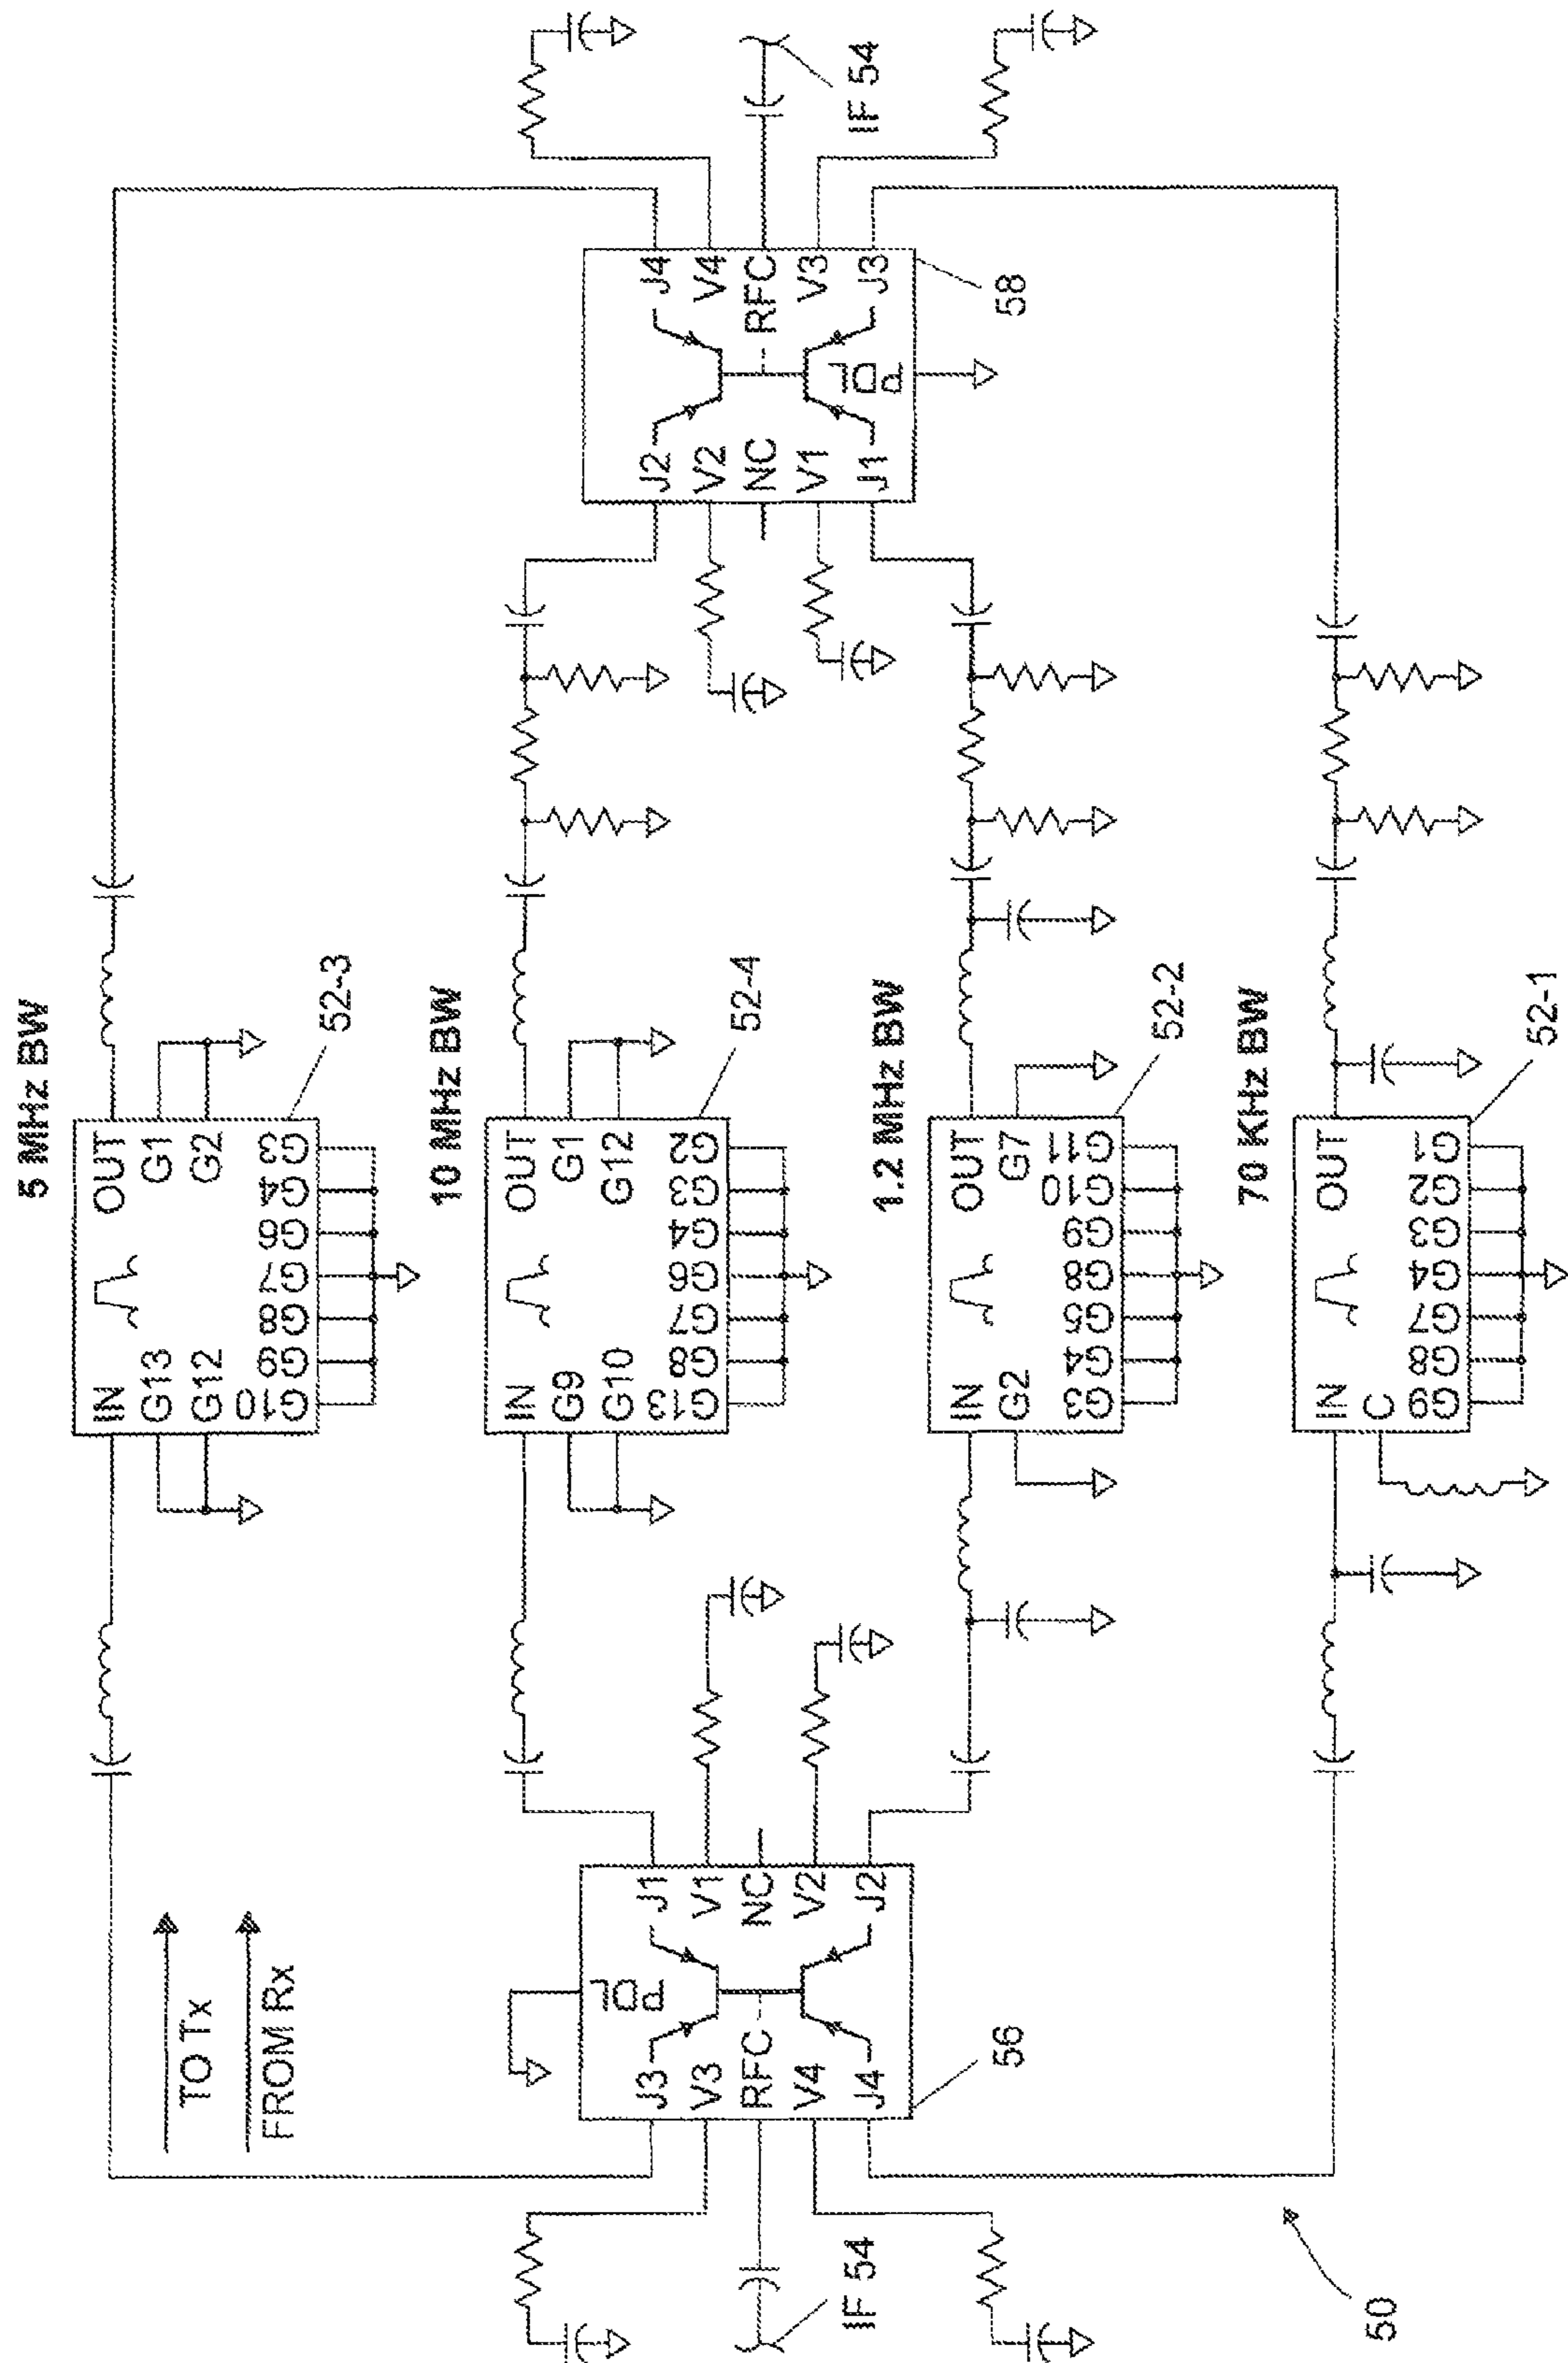 TO Tx
FROM Rx
5 MHz BW
IN
OUT
G13
G1
G12
G2
G10
G9
G8
G7
G6
G4
G3
52-3
10 MHz BW
IN
OUT
G9
G1
G10
G12
G13
G8
G7
G6
G4
G3
G2
52-4
1.2 MHz BW
IN
OUT
G2
G7
G3
G4
G5
G8
G9
G10
G11
52-2
70 KHz BW
IN
OUT
C
G9
G8
G7
G4
G3
G2
G1
52-1
IF 54
J3
J1
V3
V1
RFC
NC
V4
V2
J4
J2
PDL
56
J2
J4
V2
V4
NC
RFC
V1
V3
J1
J3
PDL
58
IF 54
50